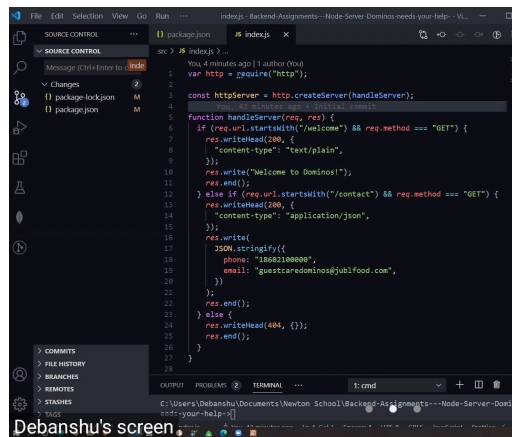 File Edit Selection View Go Run ... index.js - Backend-Assignments---Node-Server-Dominos-needs-your-help- - Vi...
SOURCE CONTROL ...
{} package.json
JS index.js ×
SOURCE CONTROL
src > JS index.js > ...
Message (Ctrl+Enter to c
inde
You, 4 minutes ago | 1 author (You)
1 var http = require("http");
2
Changes 2
3 const httpServer = http.createServer(handleServer);
{} package-lock.json M
4 You, 43 minutes ago • Initial commit
{} package.json M
5 function handleServer(req, res) {
6 if (req.url.startsWith("/welcome") && req.method === "GET") {
7 res.writeHead(200, {
8 "content-type": "text/plain",
9 });
10 res.write("Welcome to Dominos!");
11 res.end();
12 } else if (req.url.startsWith("/contact") && req.method === "GET") {
13 res.writeHead(200, {
14 "content-type": "application/json",
15 });
16 res.write(
17 JSON.stringify({
18 phone: "18602100000",
19 email: "guestcaredominos@jublfood.com",
20 })
21 );
22 res.end();
23 } else {
24 res.writeHead(404, {});
25 res.end();
26 }
27 }
28
COMMITS
FILE HISTORY
BRANCHES
REMOTES
STASHES
TAGS
OUTPUT PROBLEMS 2 TERMINAL ... 1: cmd
C:\Users\Debanshu\Documents\Newton School\Backend-Assignments---Node-Server-Domi
needs-your-help->
Debanshu's screen